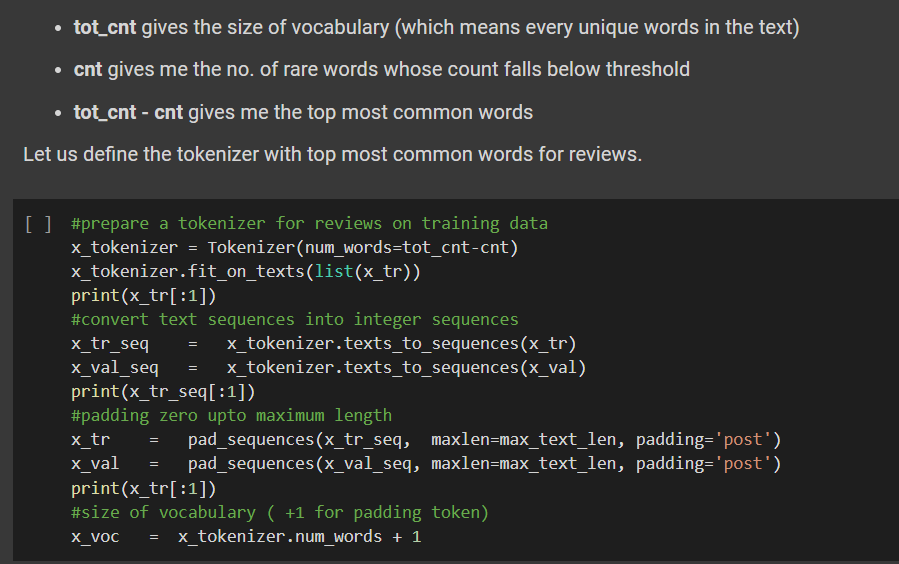 • tot_cnt gives the size of vocabulary (which means every unique words in the text)
• cnt gives me the no. of rare words whose count falls below threshold
• tot_cnt - cnt gives me the top most common words
Let us define the tokenizer with top most common words for reviews.
[ ] #prepare a tokenizer for reviews on training data
x_tokenizer = Tokenizer(num_words=tot_cnt-cnt)
x_tokenizer.fit_on_texts(list(x_tr))
print(x_tr[:1])
#convert text sequences into integer sequences
x_tr_seq    =   x_tokenizer.texts_to_sequences(x_tr)
x_val_seq   =   x_tokenizer.texts_to_sequences(x_val)
print(x_tr_seq[:1])
#padding zero upto maximum length
x_tr    =   pad_sequences(x_tr_seq,  maxlen=max_text_len, padding='post')
x_val   =   pad_sequences(x_val_seq, maxlen=max_text_len, padding='post')
print(x_tr[:1])
#size of vocabulary ( +1 for padding token)
x_voc   =  x_tokenizer.num_words + 1